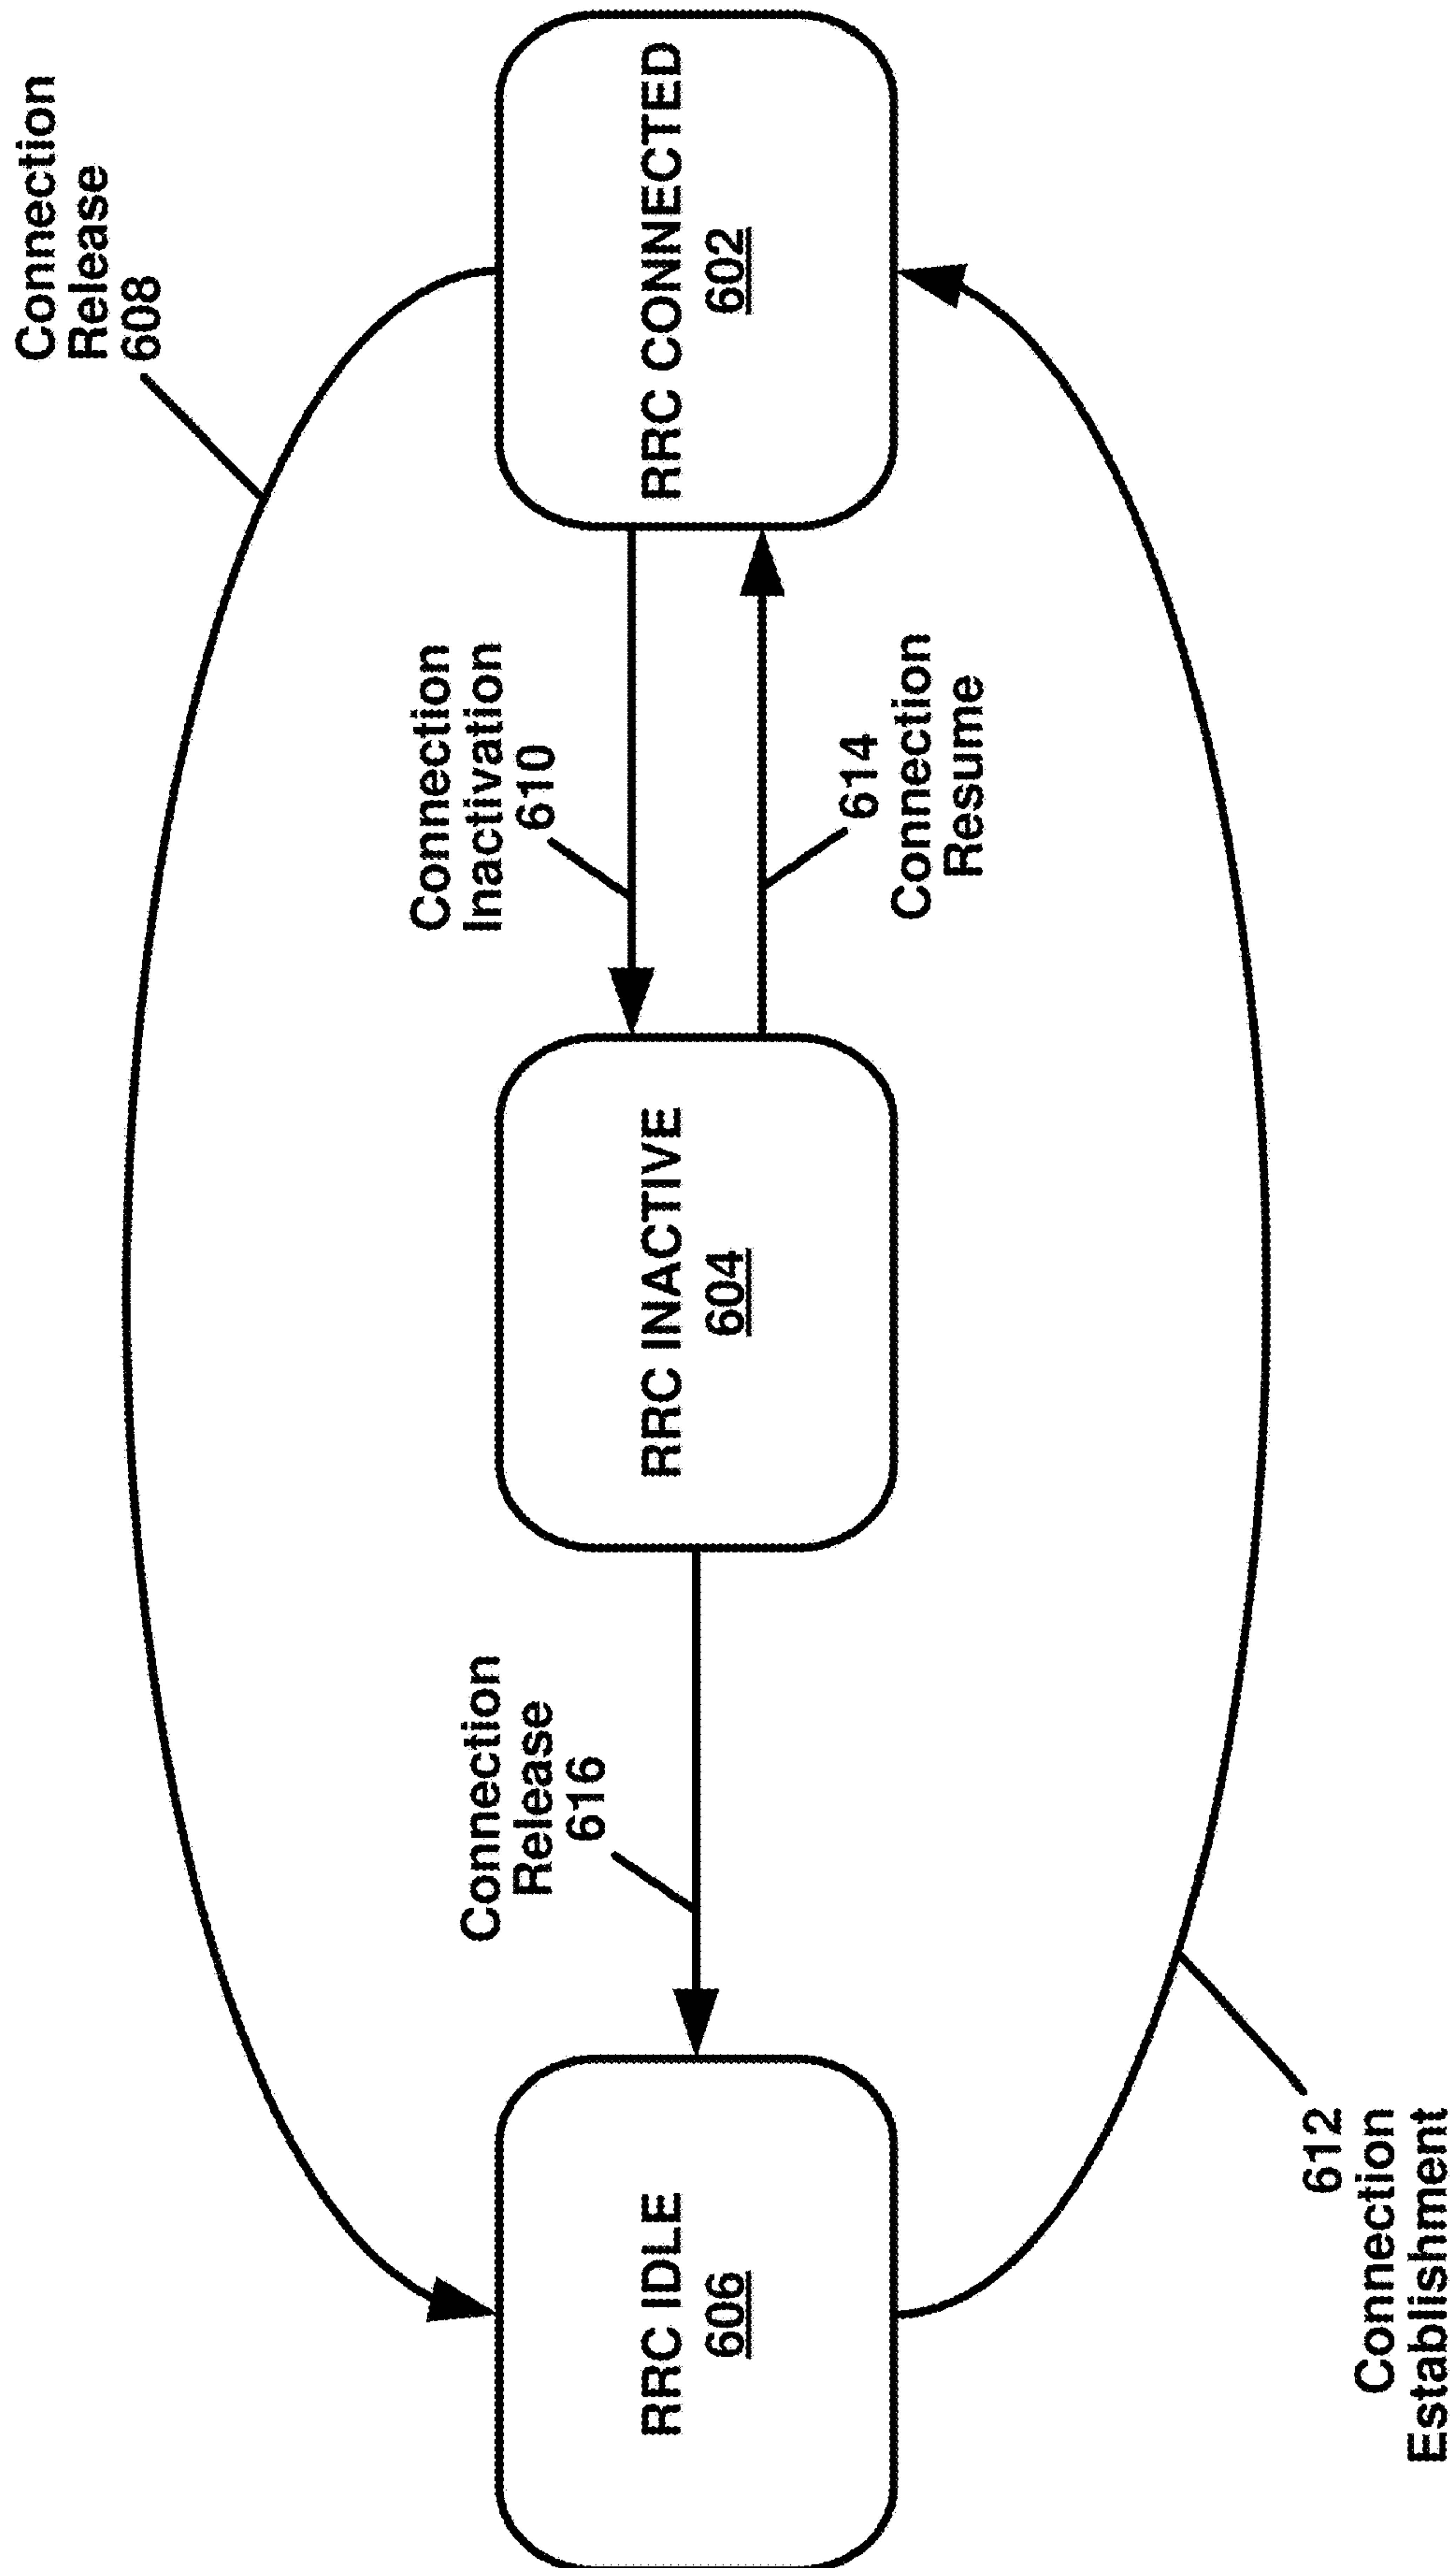 Connection
Release
608
Connection
Inactivation
610
Connection
Release
616
RRC IDLE
606
RRC INACTIVE
604
RRC CONNECTED
602
614
Connection
Resume
612
Connection
Establishment